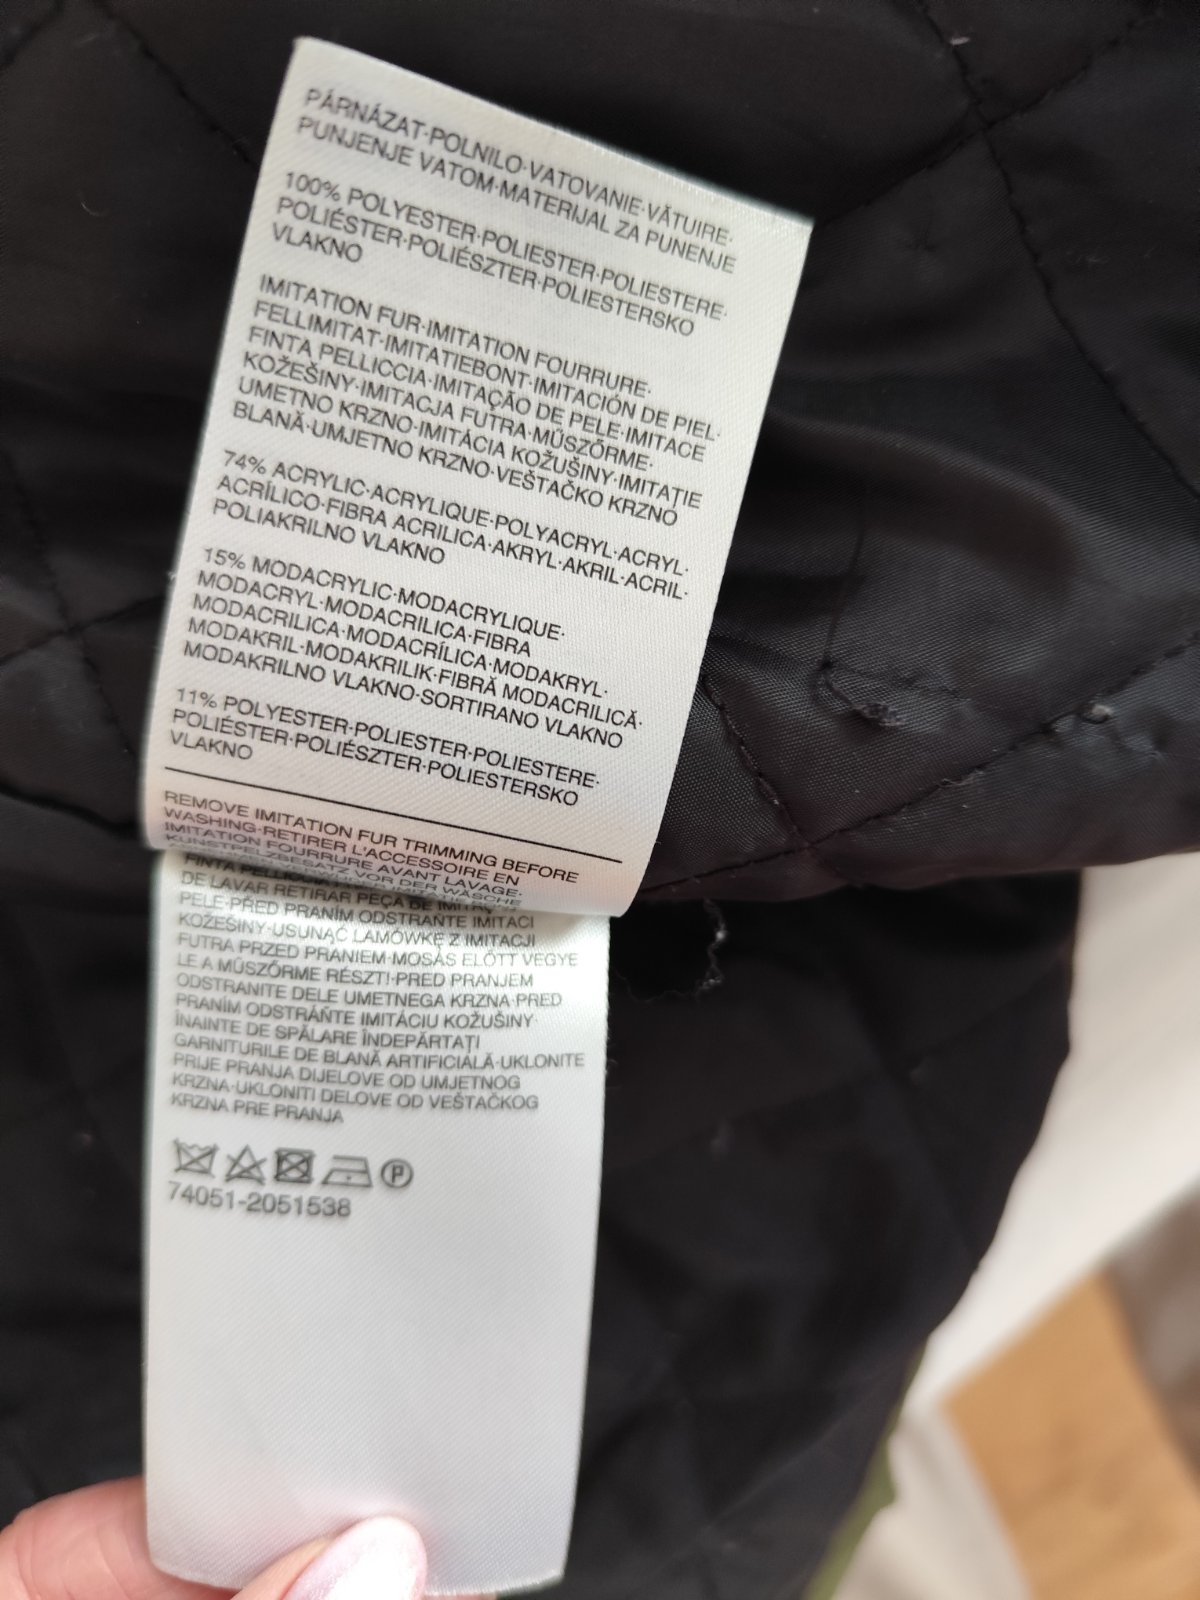 PÁRNÁZAT·POLNILO·VATOVANIE·VĂTUIRE·
PUNJENJE VATOM·MATERIJAL ZA PUNENJE
100% POLYESTER·POLIESTER·POLIESTERE·
POLIÉSTER·POLIÉSZTER·POLIESTERSKO
VLAKNO
IMITATION FUR·IMITATION FOURRURE·
FELLIMITAT·IMITATIEBONT·IMITACIÓN DE PIEL·
FINTA PELLICCIA·IMITAÇÃO DE PELE·IMITACE
KOŽEŠINY·IMITACJA FUTRA·MŰSZŐRME·
UMETNO KRZNO·IMITÁCIA KOŽUŠINY·IMITAȚIE
BLANĂ·UMJETNO KRZNO·VEŠTAČKO KRZNO
74% ACRYLIC·ACRYLIQUE·POLYACRYL·ACRYL·
ACRÍLICO·FIBRA ACRILICA·AKRYL·AKRIL·ACRIL·
POLIAKRILNO VLAKNO
15% MODACRYLIC·MODACRYLIQUE·
MODACRYL·MODACRILICA·FIBRA
MODACRILICA·MODACRÍLICA·MODAKRYL·
MODAKRIL·MODAKRILIK·FIBRĂ MODACRILICĂ·
MODAKRILNO VLAKNO·SORTIRANO VLAKNO
11% POLYESTER·POLIESTER·POLIESTERE·
POLIÉSTER·POLIÉSZTER·POLIESTERSKO
VLAKNO
REMOVE IMITATION FUR TRIMMING BEFORE
WASHING·RETIRER L'ACCESSOIRE EN
IMITATION FOURRURE AVANT LAVAGE·
KUNSTPELZBESATZ VOR DER WÄSCHE
FINTA
DE LAVAR RETIRAR PEÇA DE
PELE·PŘED PRANÍM ODSTRAŇTE IMITACI
KOŽEŠINY·USUNĄĆ LAMÓWKĘ Z IMITACJI
FUTRA PRZED PRANIEM·MOSÁS ELŐTT VEGYE
LE A MŰSZŐRME RÉSZT!·PRED PRANJEM
ODSTRANITE DELE UMETNEGA KRZNA·PRED
PRANÍM ODSTRÁŇTE IMITÁCIU KOŽUŠINY·
ÎNAINTE DE SPĂLARE ÎNDEPĂRTAȚI
GARNITURILE DE BLANĂ ARTIFICIALĂ·UKLONITE
PRIJE PRANJA DIJELOVE OD UMJETNOG
KRZNA·UKLONITI DELOVE OD VEŠTAČKOG
KRZNA PRE PRANJA
P
74051-2051538